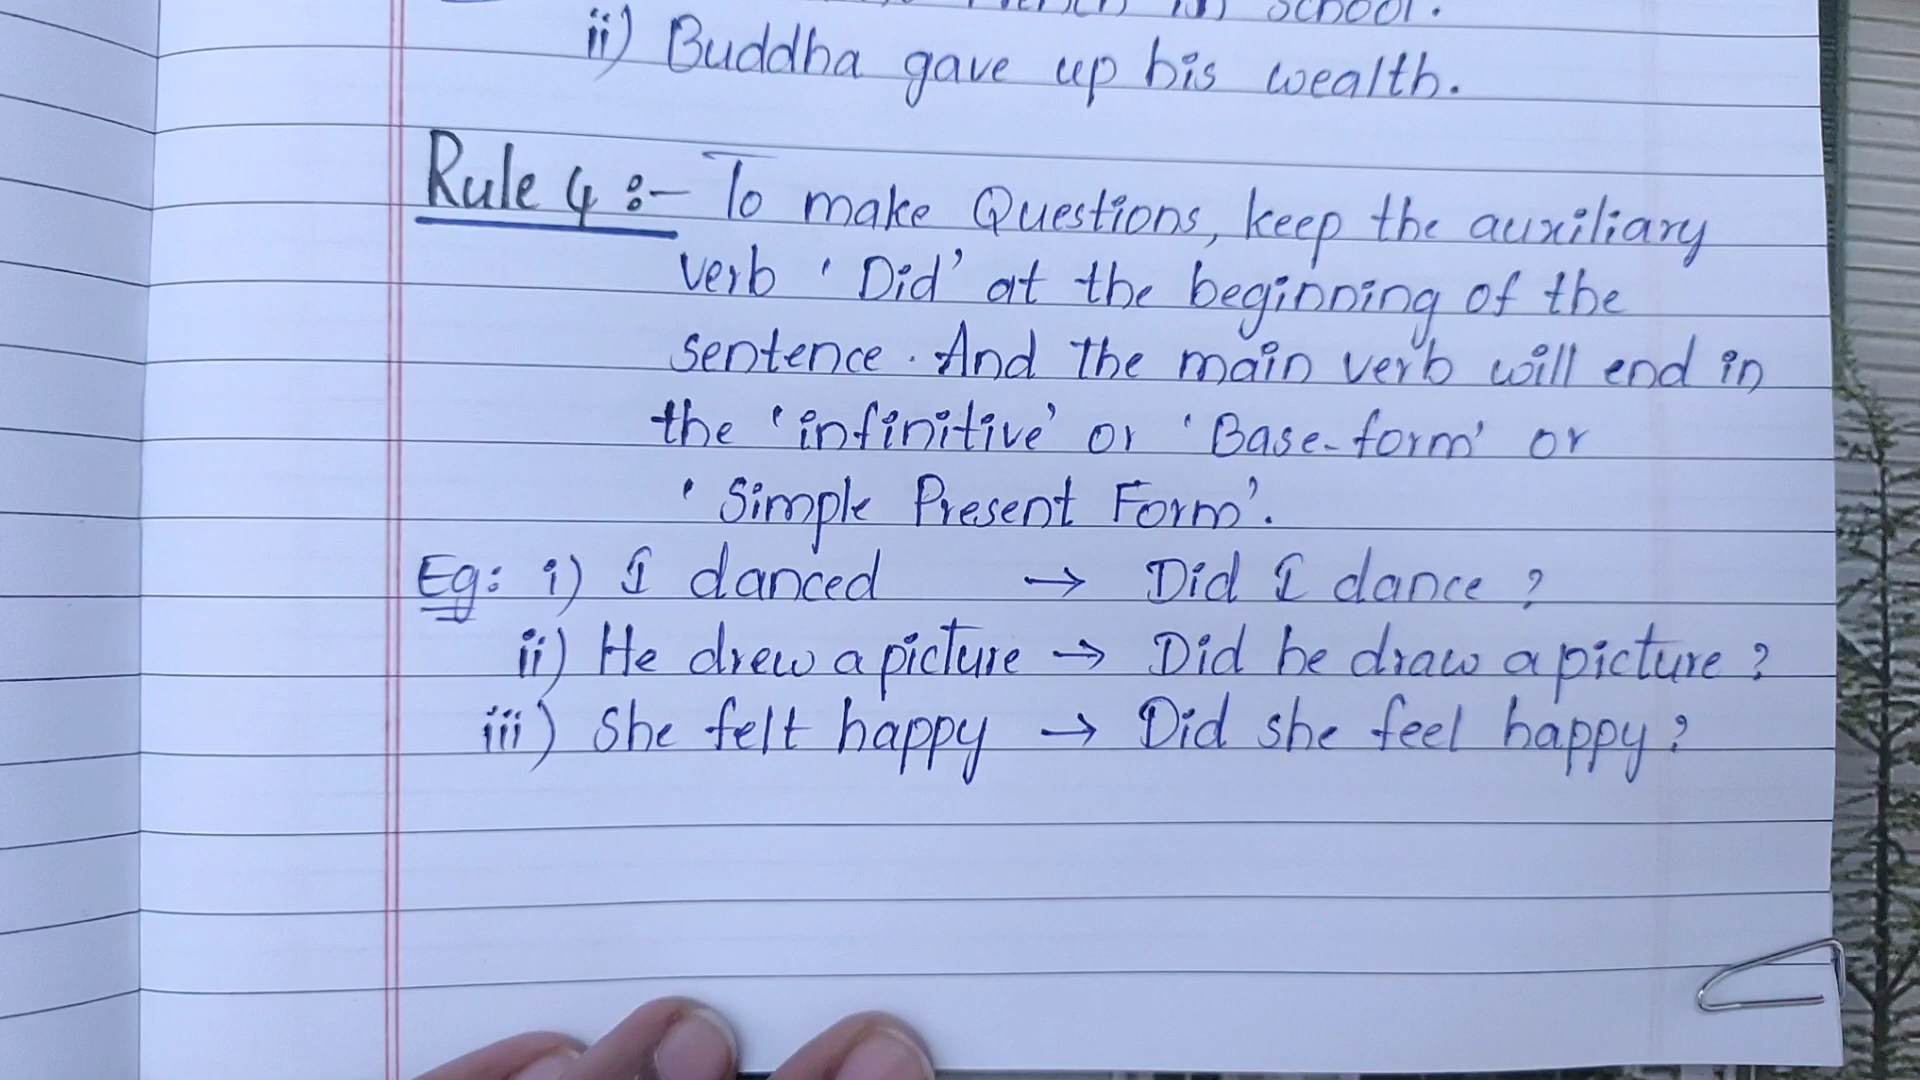 school.
ii) Buddha gave up his wealth.
Rule 4 :- To make Questions, keep the auxiliary
verb 'Did' at the beginning of the
sentence. And the main verb will end in
the 'infinitive' or 'Base-form' or
'Simple Present Form'.
Eg: i) I danced → Did I dance ?
ii) He drew a picture → Did he draw a picture ?
iii) She felt happy → Did she feel happy ?